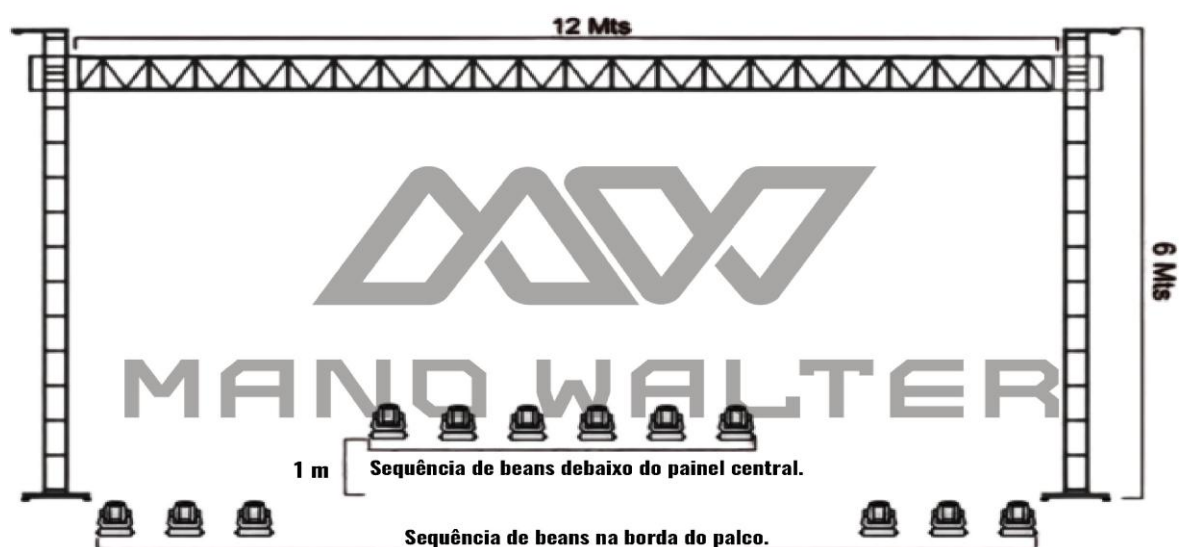 12 Mts
6 Mts
MANO WALTER
1 m
Sequência de beans debaixo do painel central.
Sequência de beans na borda do palco.